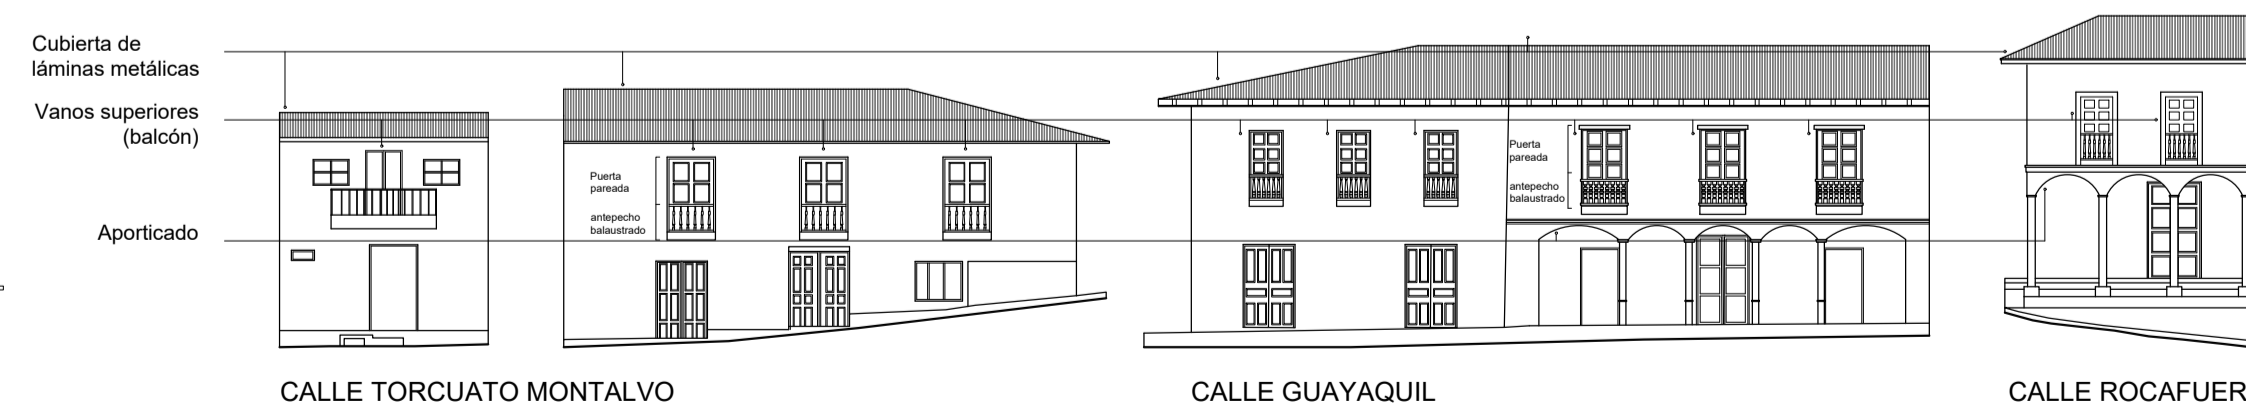 Cubierta de
láminas metálicas
Vanos superiores
(balcón)
Aporticado
Puerta
pareada
antepecho
balaustrado
Puerta
pareada
antepecho
balaustrado
CALLE TORCUATO MONTALVO
CALLE GUAYAQUIL
CALLE ROCAFUER